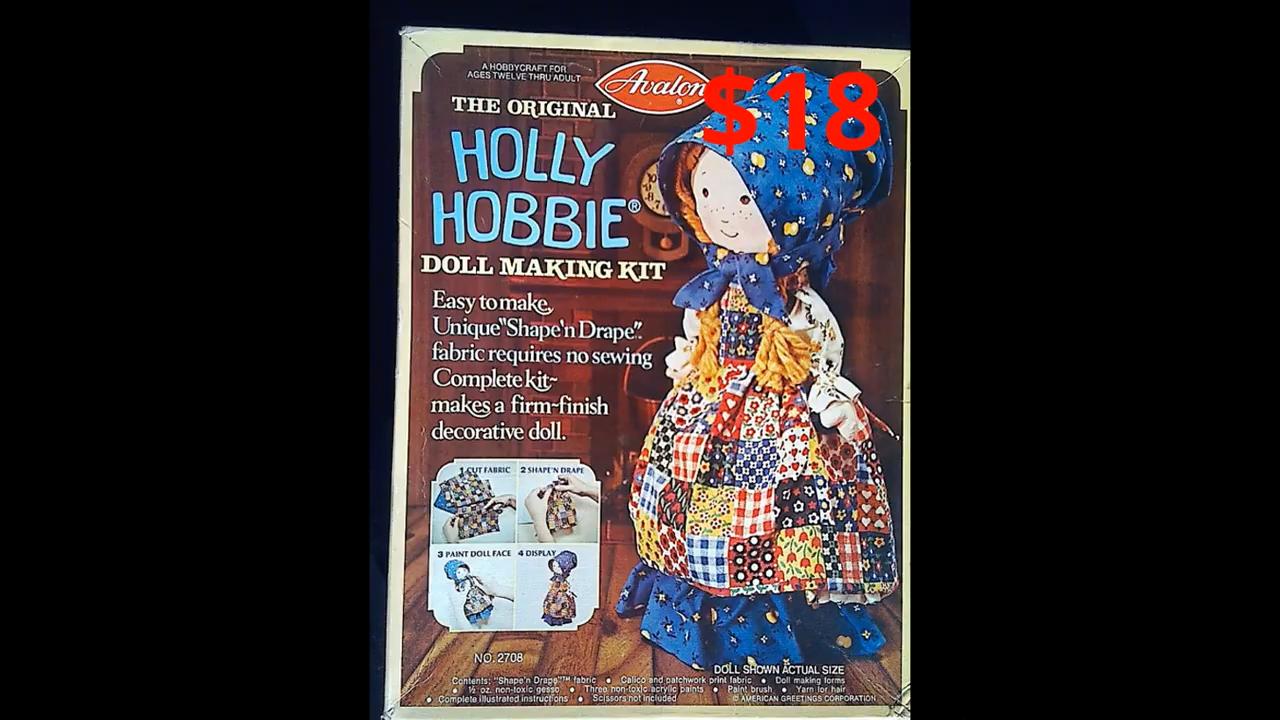 A HOBBYCRAFT FOR
AGES TWELVE THRU ADULT
Avalon®
$18
THE ORIGINAL
HOLLY
HOBBIE®
DOLL MAKING KIT
Easy to make.
Unique "Shape'n Drape"
fabric requires no sewing
Complete kit~
makes a firm~finish
decorative doll.
1 CUT FABRIC
2 SHAPE'N DRAPE
3 PAINT DOLL FACE
4 DISPLAY
NO. 2708
DOLL SHOWN ACTUAL SIZE
Contents: "Shape'n Drape"™ fabric • Calico and patchwork print fabric • Doll making forms
• ½ oz. non-toxic gesso • Three non-toxic acrylic paints • Paint brush • Yarn for hair
• Complete illustrated instructions • Scissors not included
© AMERICAN GREETINGS CORPORATION